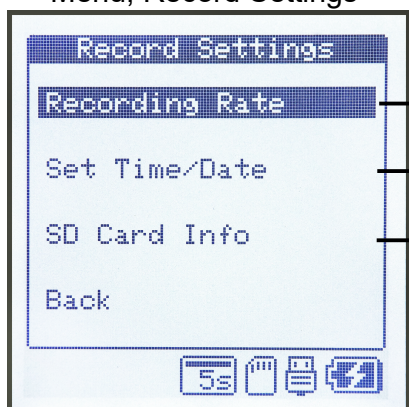 Menu, Record Settings
Record Settings
Recording Rate
Set Time/Date
SD Card Info
Back
5s